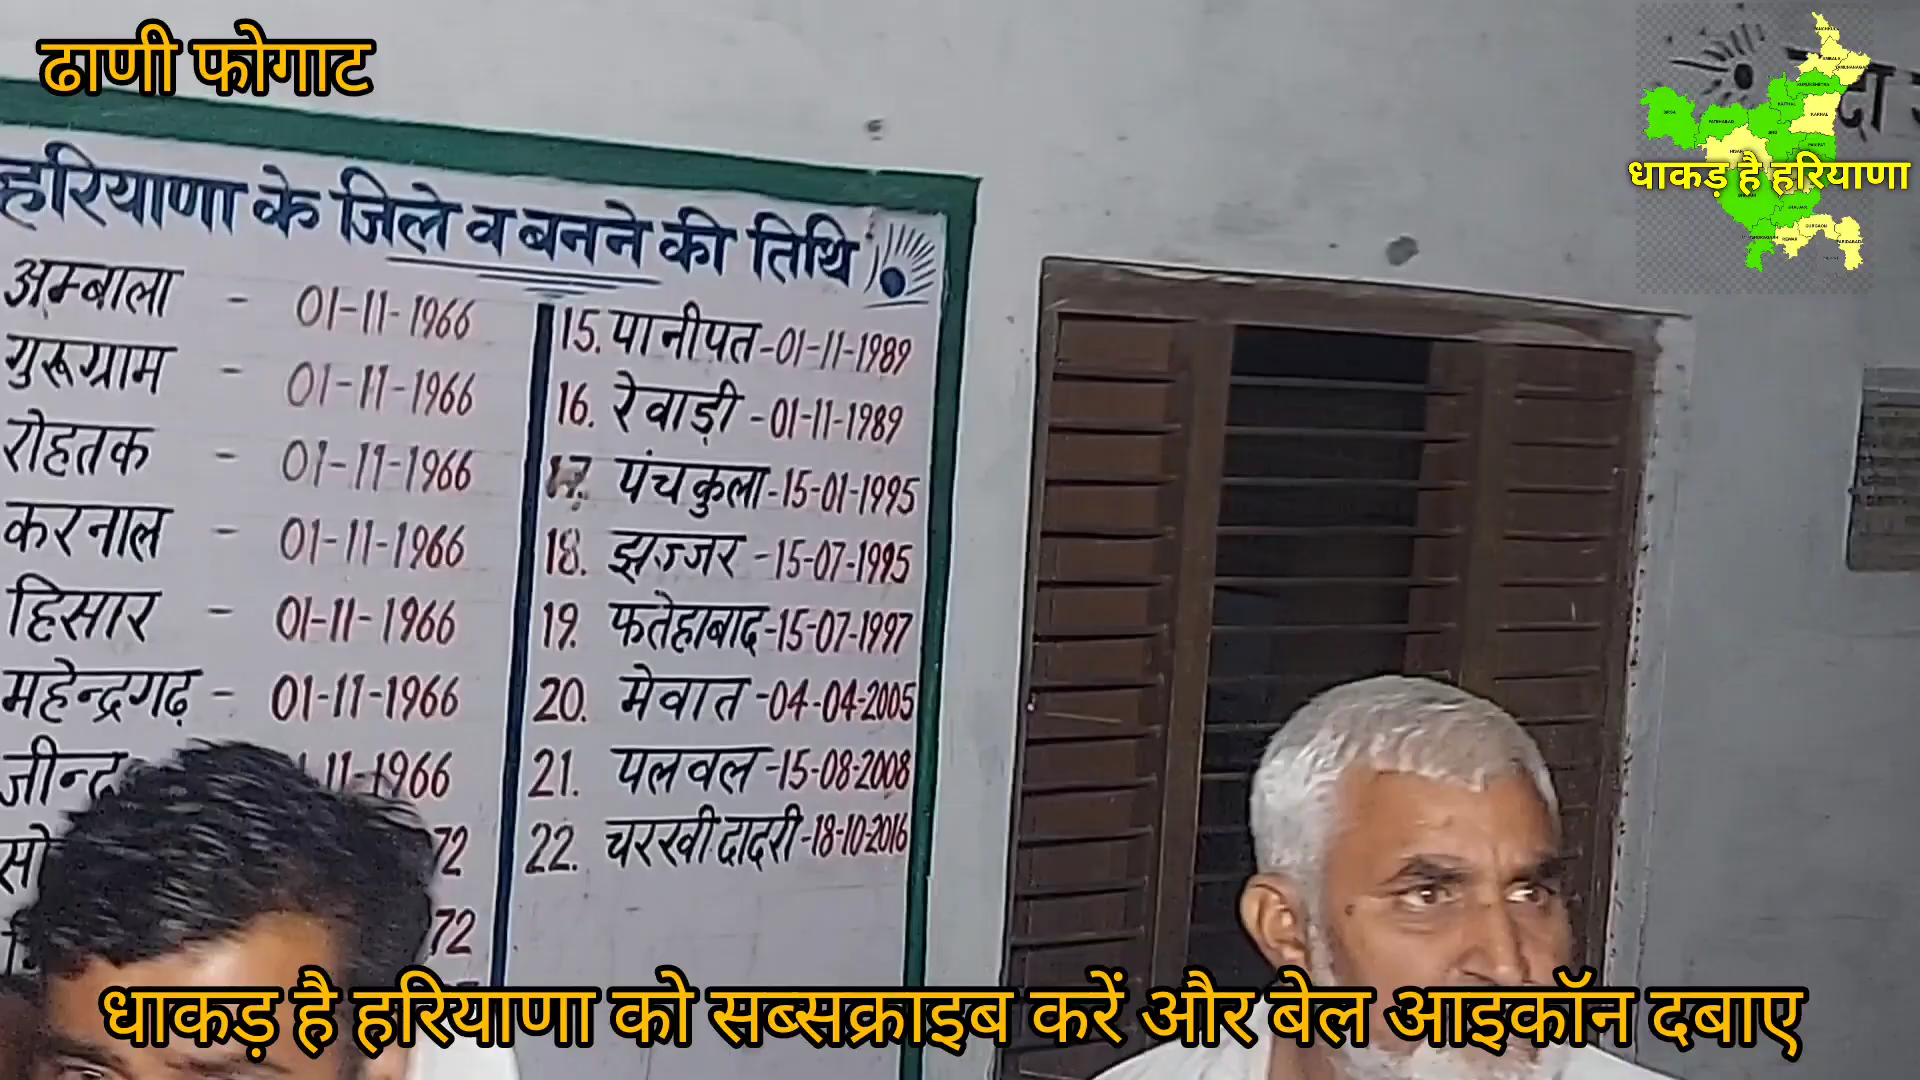 ढाणी फोगाट
धाकड़ है हरियाणा
हरियाणा के जिले व बनने की तिथि
अम्बाला - 01-11-1966
गुरूग्राम - 01-11-1966
रोहतक - 01-11-1966
करनाल - 01-11-1966
हिसार - 01-11-1966
महेन्द्रगढ़ - 01-11-1966
जीन्द 11-1966
72
72
15. पानीपत-01-11-1989
16. रेवाड़ी-01-11-1989
17. पंचकुला-15-01-1995
18. झज्जर-15-07-1995
19. फतेहाबाद-15-07-1997
20. मेवात-04-04-2005
21. पलवल-15-08-2008
22. चरखी दादरी-18-10-2016
धाकड़ है हरियाणा को सब्सक्राइब करें और बेल आइकॉन दबाए